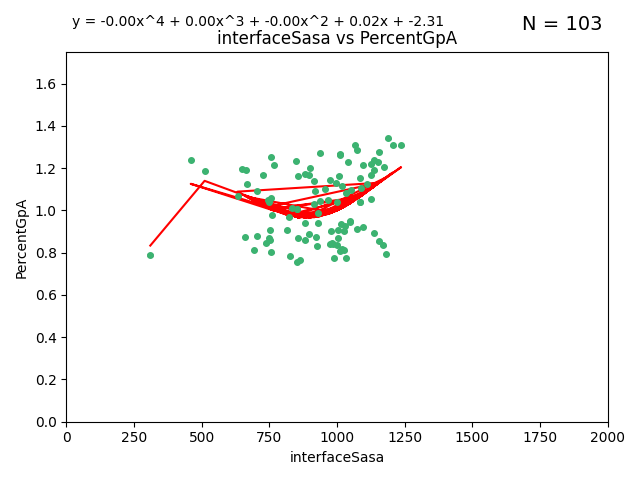 y = -0.00x^4 + 0.00x^3 + -0.00x^2 + 0.02x + -2.31
N = 103
interfaceSasa vs PercentGpA
PercentGpA
1.6
1.4
1.2
1.0
0.8
0.6
0.4
0.2
0.0
0 250 500 750 1000 1250 1500 1750 2000
interfaceSasa